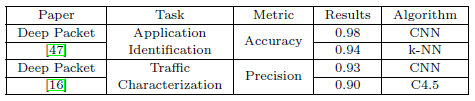 Paper Task Metric Results Algorithm
Deep Packet Application Accuracy 0.98 CNN
[47] Identification 0.94 k-NN
Deep Packet Traffic Precision 0.93 CNN
[16] Characterization 0.90 C4.5